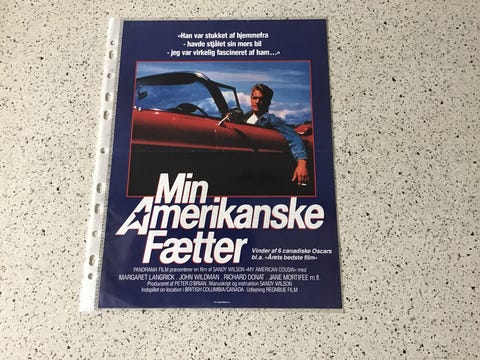 »Han var stukket af hjemmefra
- havde stjålet sin mors bil
- jeg var virkelig fascineret af ham...«
Min
Amerikanske
Fætter
Vinder af 6 canadiske Oscars
bl.a. »Årets bedste film«
PANORAMA FILM præsenterer en film af SANDY WILSON »MY AMERICAN COUSIN« med
MARGARET LANGRICK . JOHN WILDMAN . RICHARD DONAT . JANE MORTIFEE m.fl.
Produceret af PETER O'BRIAN. Manuskript og instruktion SANDY WILSON
Indspillet on location i BRITISH COLUMBIA/CANADA. Udlejning REGNBUE FILM